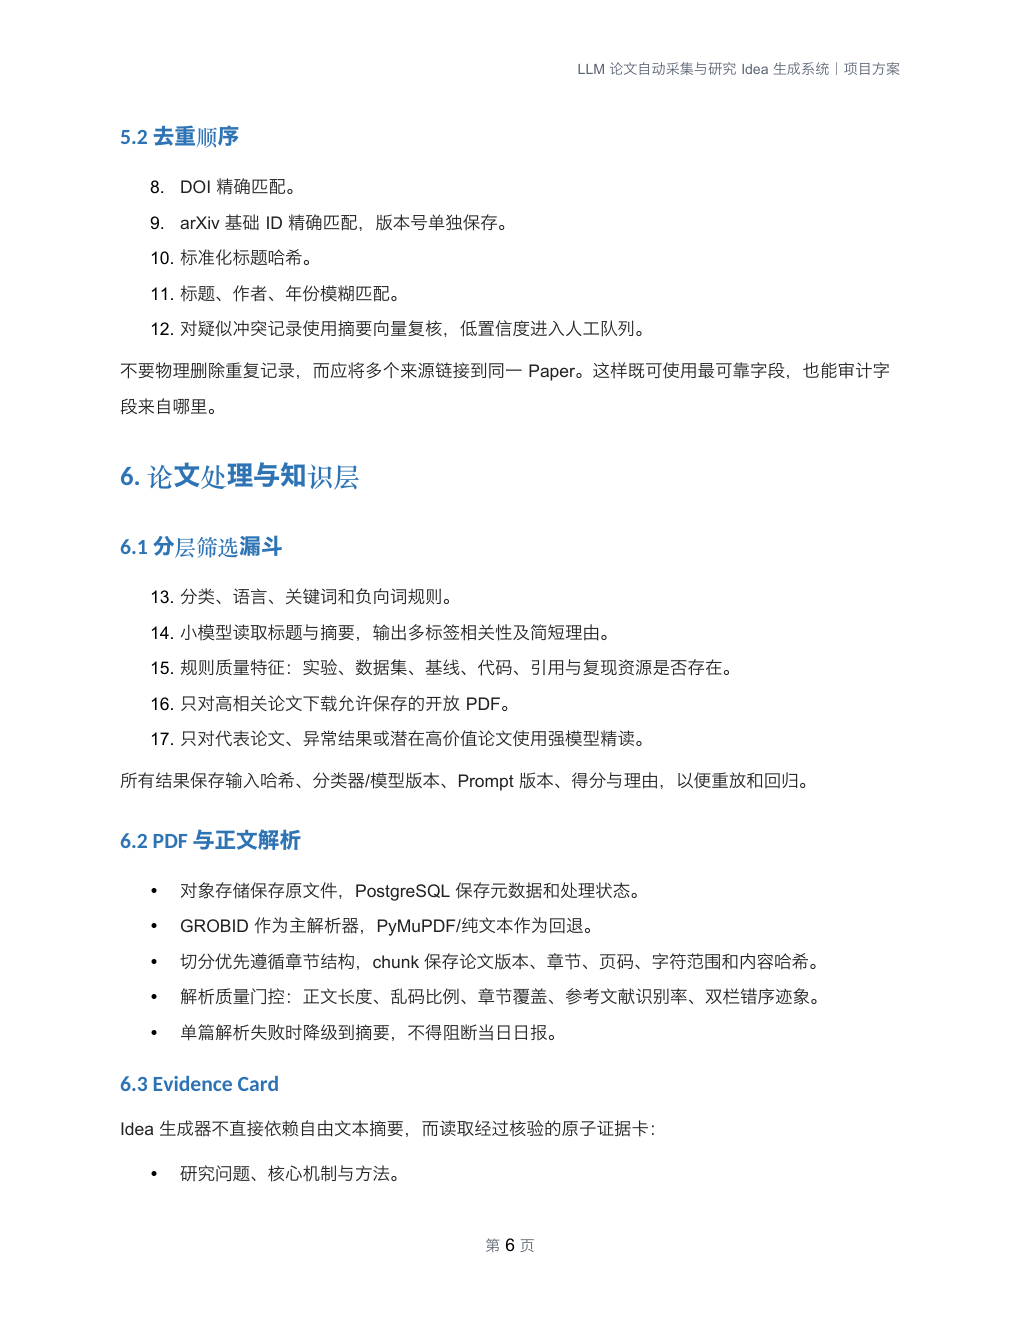 LLM 论文自动采集与研究 Idea 生成系统｜项目方案
5.2 去重顺序
8. DOI 精确匹配。
9. arXiv 基础 ID 精确匹配，版本号单独保存。
10. 标准化标题哈希。
11. 标题、作者、年份模糊匹配。
12. 对疑似冲突记录使用摘要向量复核，低置信度进入人工队列。
不要物理删除重复记录，而应将多个来源链接到同一 Paper。这样既可使用最可靠字段，也能审计字
段来自哪里。
6. 论文处理与知识层
6.1 分层筛选漏斗
13. 分类、语言、关键词和负向词规则。
14. 小模型读取标题与摘要，输出多标签相关性及简短理由。
15. 规则质量特征：实验、数据集、基线、代码、引用与复现资源是否存在。
16. 只对高相关论文下载允许保存的开放 PDF。
17. 只对代表论文、异常结果或潜在高价值论文使用强模型精读。
所有结果保存输入哈希、分类器/模型版本、Prompt 版本、得分与理由，以便重放和回归。
6.2 PDF 与正文解析
• 对象存储保存原文件，PostgreSQL 保存元数据和处理状态。
• GROBID 作为主解析器，PyMuPDF/纯文本作为回退。
• 切分优先遵循章节结构，chunk 保存论文版本、章节、页码、字符范围和内容哈希。
• 解析质量门控：正文长度、乱码比例、章节覆盖、参考文献识别率、双栏错序迹象。
• 单篇解析失败时降级到摘要，不得阻断当日日报。
6.3 Evidence Card
Idea 生成器不直接依赖自由文本摘要，而读取经过核验的原子证据卡：
• 研究问题、核心机制与方法。
第 6 页